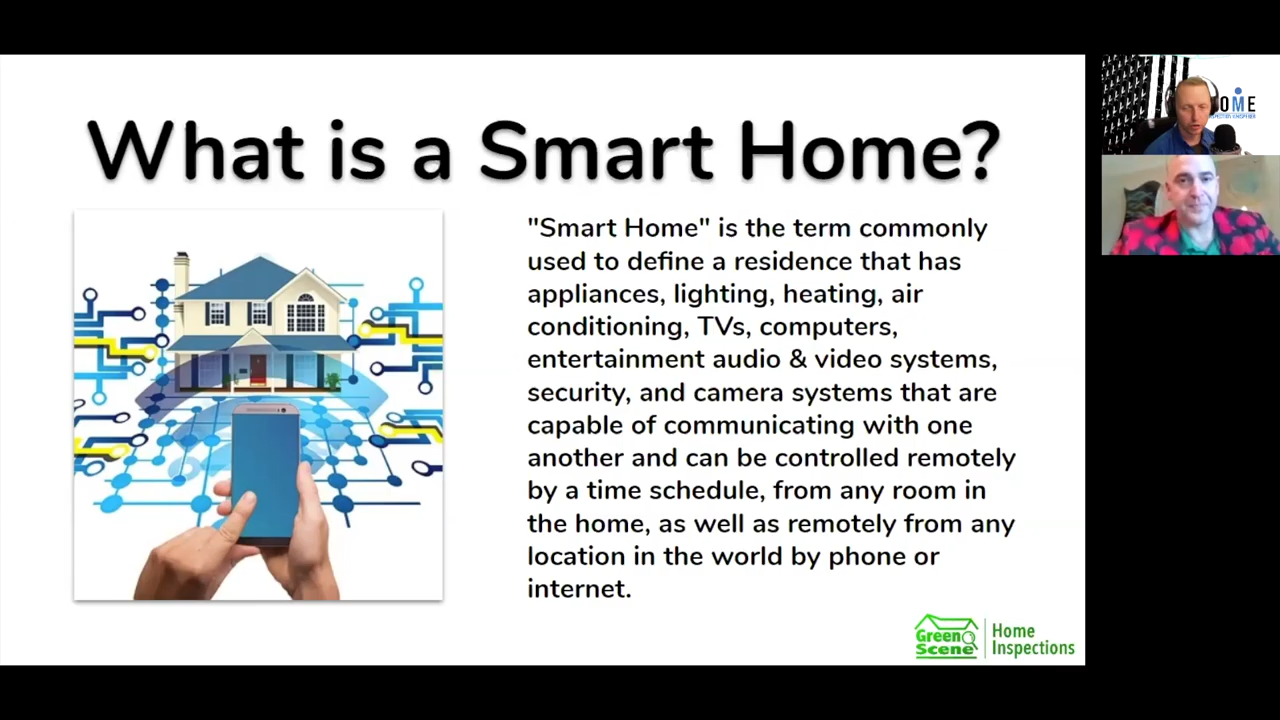 What is a Smart Home?
"Smart Home" is the term commonly
used to define a residence that has
appliances, lighting, heating, air
conditioning, TVs, computers,
entertainment audio & video systems,
security, and camera systems that are
capable of communicating with one
another and can be controlled remotely
by a time schedule, from any room in
the home, as well as remotely from any
location in the world by phone or
internet.
Green
Scene
Home
Inspections
OME